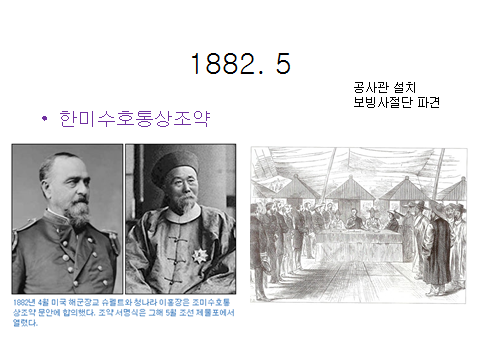 1882. 5
공사관 설치
보빙사절단 파견
• 한미수호통상조약
1882년 4월 미국 해군장교 슈펠트와 청나라 이홍장은 조미수호통
상조약 문안에 합의했다. 조약 서명식은 그해 5월 조선 제물포에서
열렸다.